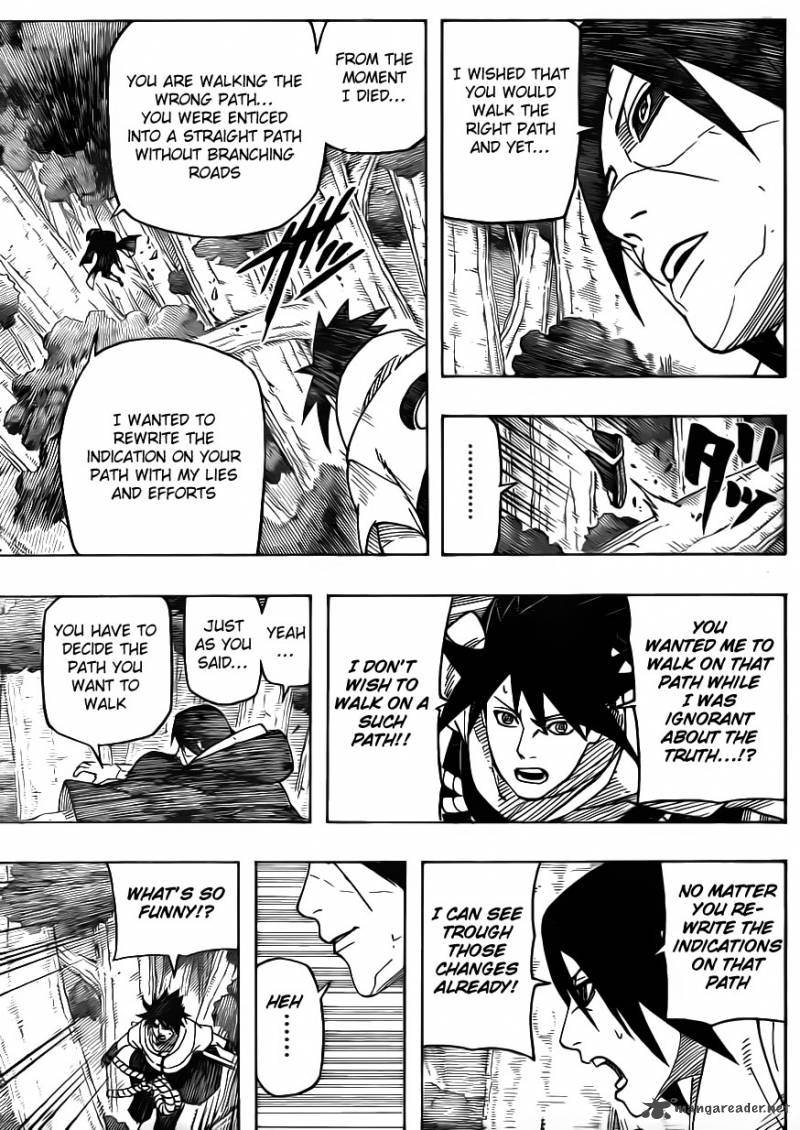 I WISHED THAT
YOU WOULD
WALK THE
RIGHT PATH
AND YET...
FROM THE
MOMENT
I DIED...
YOU ARE WALKING THE
WRONG PATH...
YOU WERE ENTICED
INTO A STRAIGHT PATH
WITHOUT BRANCHING
ROADS
I WANTED TO
REWRITE THE
INDICATION ON YOUR
PATH WITH MY LIES
AND EFFORTS
ダダッ
..........
YOU
WANTED ME TO
WALK ON THAT
PATH WHILE
I WAS
IGNORANT
ABOUT THE
TRUTH...!?
I DON'T
WISH TO
WALK ON A
SUCH
PATH!!
YEAH
...
JUST
AS YOU
SAID...
YOU HAVE TO
DECIDE THE
PATH YOU
WANT TO
WALK
NO MATTER
YOU RE-
WRITE THE
INDICATIONS
ON THAT
PATH
I CAN SEE
TROUGH
THOSE
CHANGES
ALREADY!
HEH
......
WHAT'S SO
FUNNY!?
mangareader.net